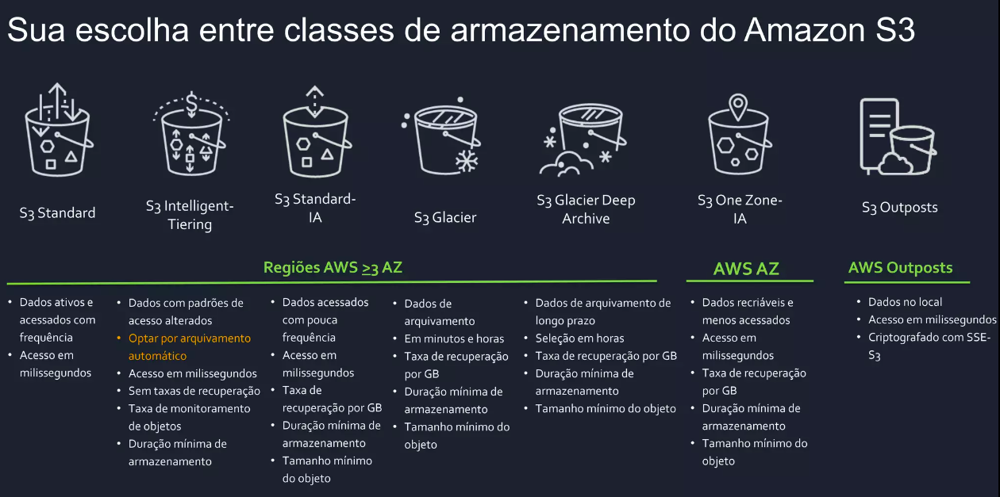 Sua escolha entre classes de armazenamento do Amazon S3
S3 Standard
S3 Intelligent-
Tiering
S3 Standard-
IA
S3 Glacier
S3 Glacier Deep
Archive
S3 One Zone-
IA
S3 Outposts
Regiões AWS ≥3 AZ
AWS AZ
AWS Outposts
• Dados ativos e
acessados com
frequência
• Acesso em
milissegundos
• Dados com padrões de
acesso alterados
• Optar por arquivamento
automático
• Acesso em milissegundos
• Sem taxas de recuperação
• Taxa de monitoramento
de objetos
• Duração mínima de
armazenamento
• Dados acessados
com pouca
frequência
• Acesso em
milissegundos
• Taxa de
recuperação por GB
• Duração mínima de
armazenamento
• Tamanho mínimo
do objeto
• Dados de
arquivamento
• Em minutos e horas
• Taxa de recuperação
por GB
• Duração mínima de
armazenamento
• Tamanho mínimo do
objeto
• Dados de arquivamento de
longo prazo
• Seleção em horas
• Taxa de recuperação por GB
• Duração mínima de
armazenamento
• Tamanho mínimo do objeto
• Dados recriáveis e
menos acessados
• Acesso em
milissegundos
• Taxa de recuperação
por GB
• Duração mínima de
armazenamento
• Tamanho mínimo do
objeto
• Dados no local
• Acesso em milissegundos
• Criptografado com SSE-
S3